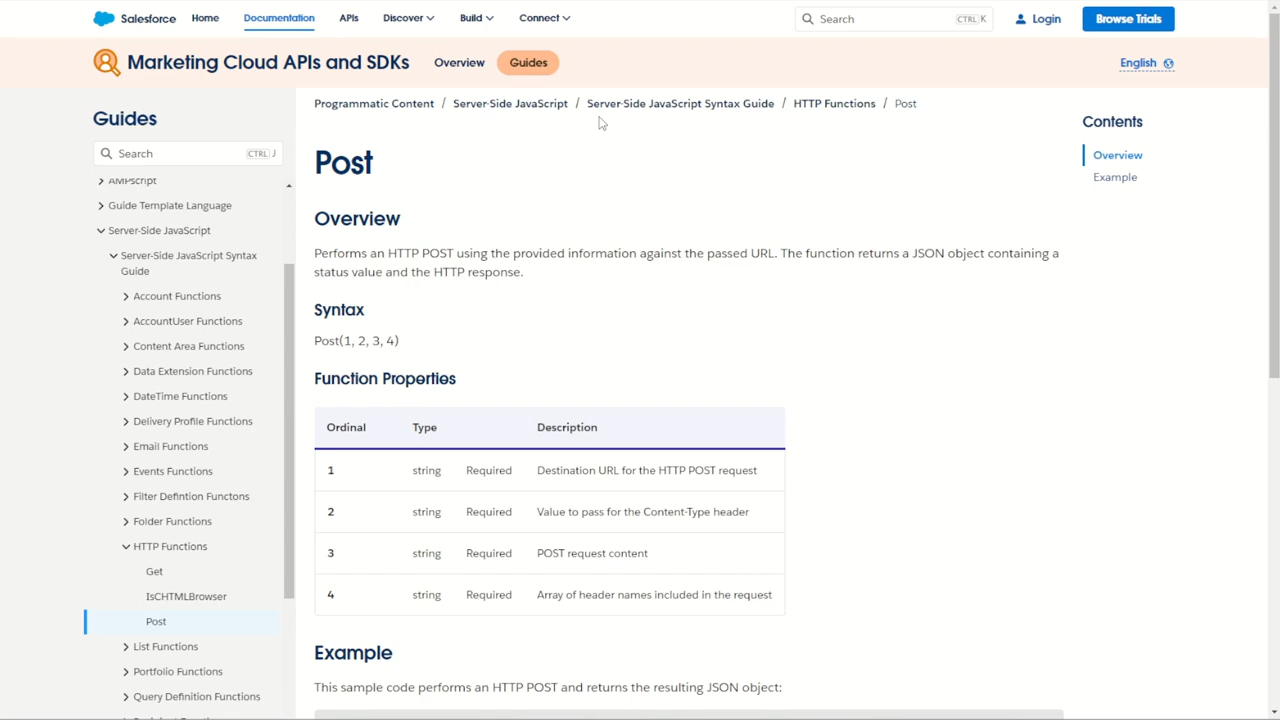 Salesforce Home Documentation APIs Discover Build Connect Search CTRL K Login Browse Trials
Marketing Cloud APIs and SDKs Overview Guides English
Programmatic Content / Server-Side JavaScript / Server-Side JavaScript Syntax Guide / HTTP Functions / Post
Guides
Search CTRL J
AMPscript
Guide Template Language
Server-Side JavaScript
Server-Side JavaScript Syntax
Guide
Account Functions
AccountUser Functions
Content Area Functions
Data Extension Functions
DateTime Functions
Delivery Profile Functions
Email Functions
Events Functions
Filter Defintion Functons
Folder Functions
HTTP Functions
Get
IsCHTMLBrowser
Post
List Functions
Portfolio Functions
Query Definition Functions
Post
Overview
Performs an HTTP POST using the provided information against the passed URL. The function returns a JSON object containing a
status value and the HTTP response.
Syntax
Post(1, 2, 3, 4)
Function Properties
Ordinal Type Description
1 string Required Destination URL for the HTTP POST request
2 string Required Value to pass for the Content-Type header
3 string Required POST request content
4 string Required Array of header names included in the request
Example
This sample code performs an HTTP POST and returns the resulting JSON object:
Contents
Overview
Example